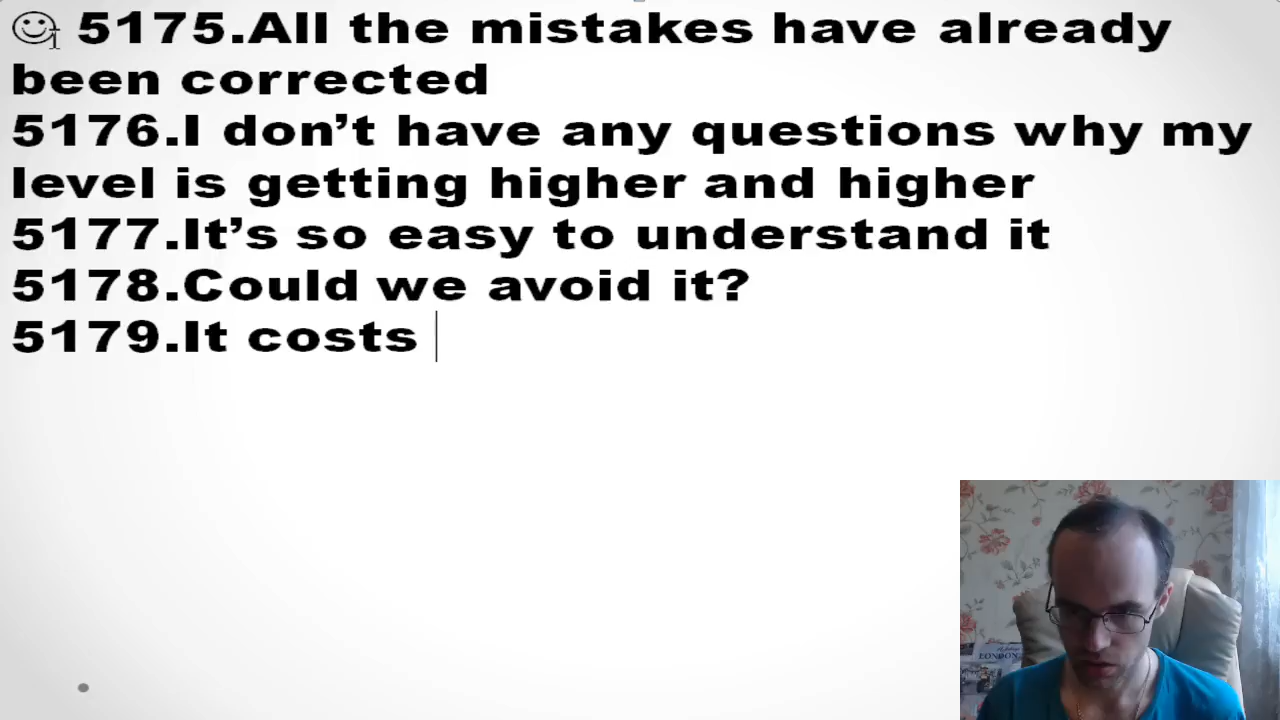 5175.All the mistakes have already
been corrected
5176.I don’t have any questions why my
level is getting higher and higher
5177.It’s so easy to understand it
5178.Could we avoid it?
5179.It costs
LONDON